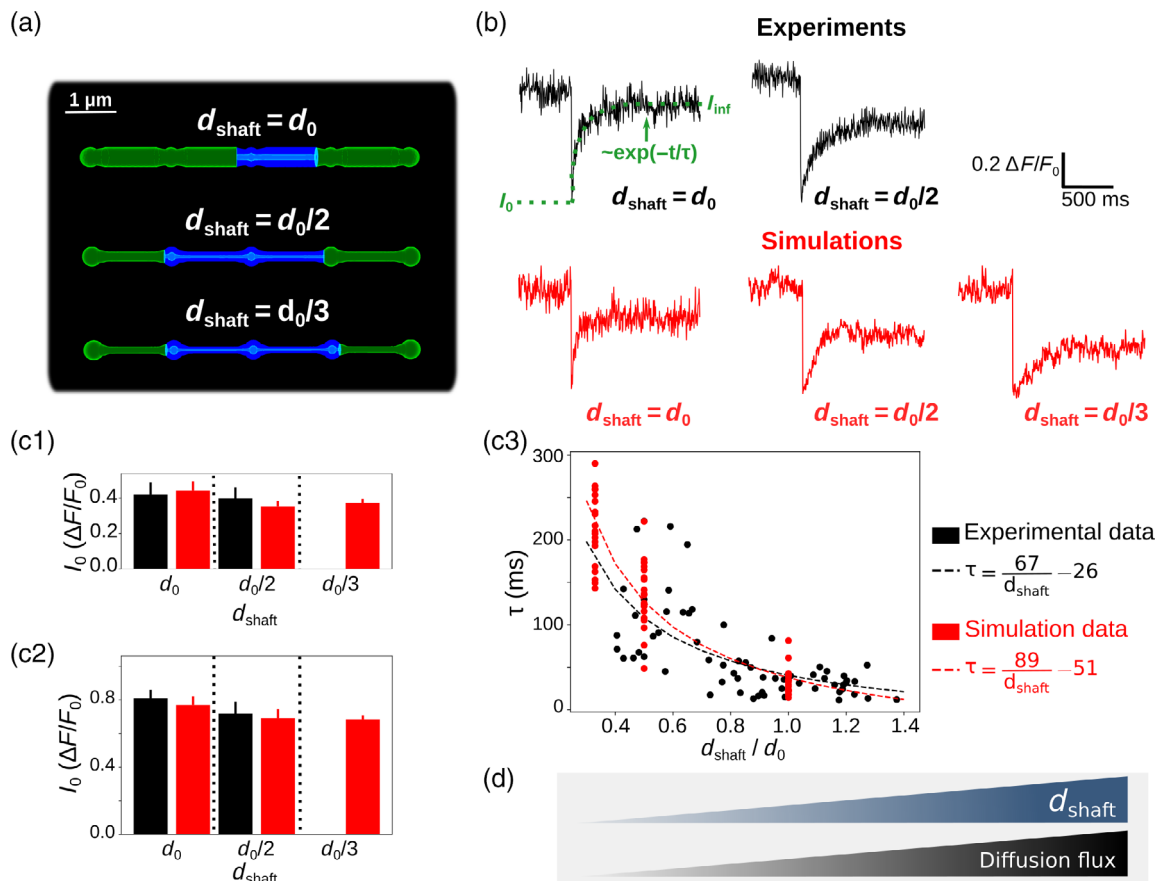 (a)
1 μm
d_shaft = d_0
d_shaft = d_0/2
d_shaft = d_0/3
(b)
Experiments
I_inf
~exp(−t/τ)
I_0
d_shaft = d_0
d_shaft = d_0/2
0.2 ΔF/F_0
500 ms
Simulations
d_shaft = d_0
d_shaft = d_0/2
d_shaft = d_0/3
(c1)
I_0 (ΔF/F_0)
0.4
0.0
d_0
d_0/2
d_0/3
d_shaft
(c2)
I_0 (ΔF/F_0)
0.8
0.4
0.0
d_0
d_0/2
d_0/3
d_shaft
(c3)
τ (ms)
300
200
100
0
0.4
0.6
0.8
1.0
1.2
1.4
d_shaft / d_0
Experimental data
τ = 67/d_shaft −26
Simulation data
τ = 89/d_shaft −51
(d)
d_shaft
Diffusion flux